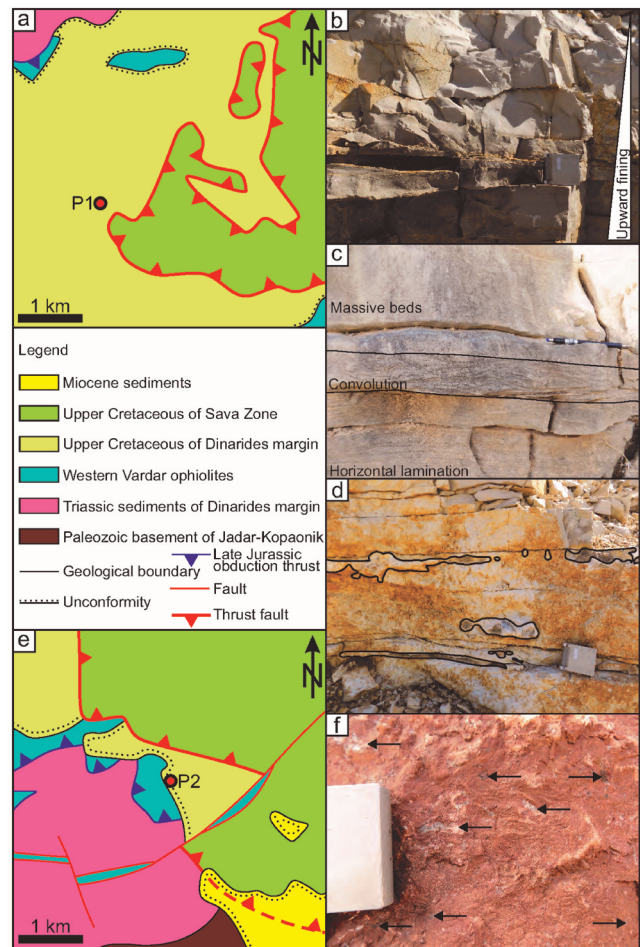 a
N
P1
1 km
b
Upward fining
c
Massive beds
Convolution
Horizontal lamination
Legend
Miocene sediments
Upper Cretaceous of Sava Zone
Upper Cretaceous of Dinarides margin
Western Vardar ophiolites
Triassic sediments of Dinarides margin
Paleozoic basement of Jadar-Kopaonik
Geological boundary
Late Jurassic
obduction thrust
Unconformity
Fault
Thrust fault
d
e
N
P2
1 km
f